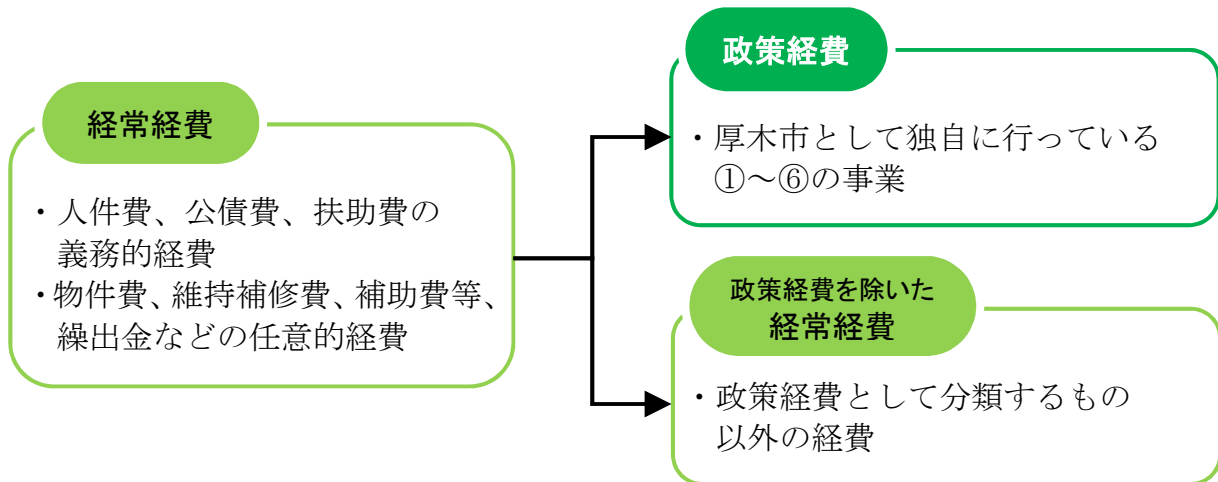 経常経費
・人件費、公債費、扶助費の
義務的経費
・物件費、維持補修費、補助費等、
繰出金などの任意的経費
政策経費
・厚木市として独自に行っている
①～⑥の事業
政策経費を除いた
経常経費
・政策経費として分類するもの
以外の経費